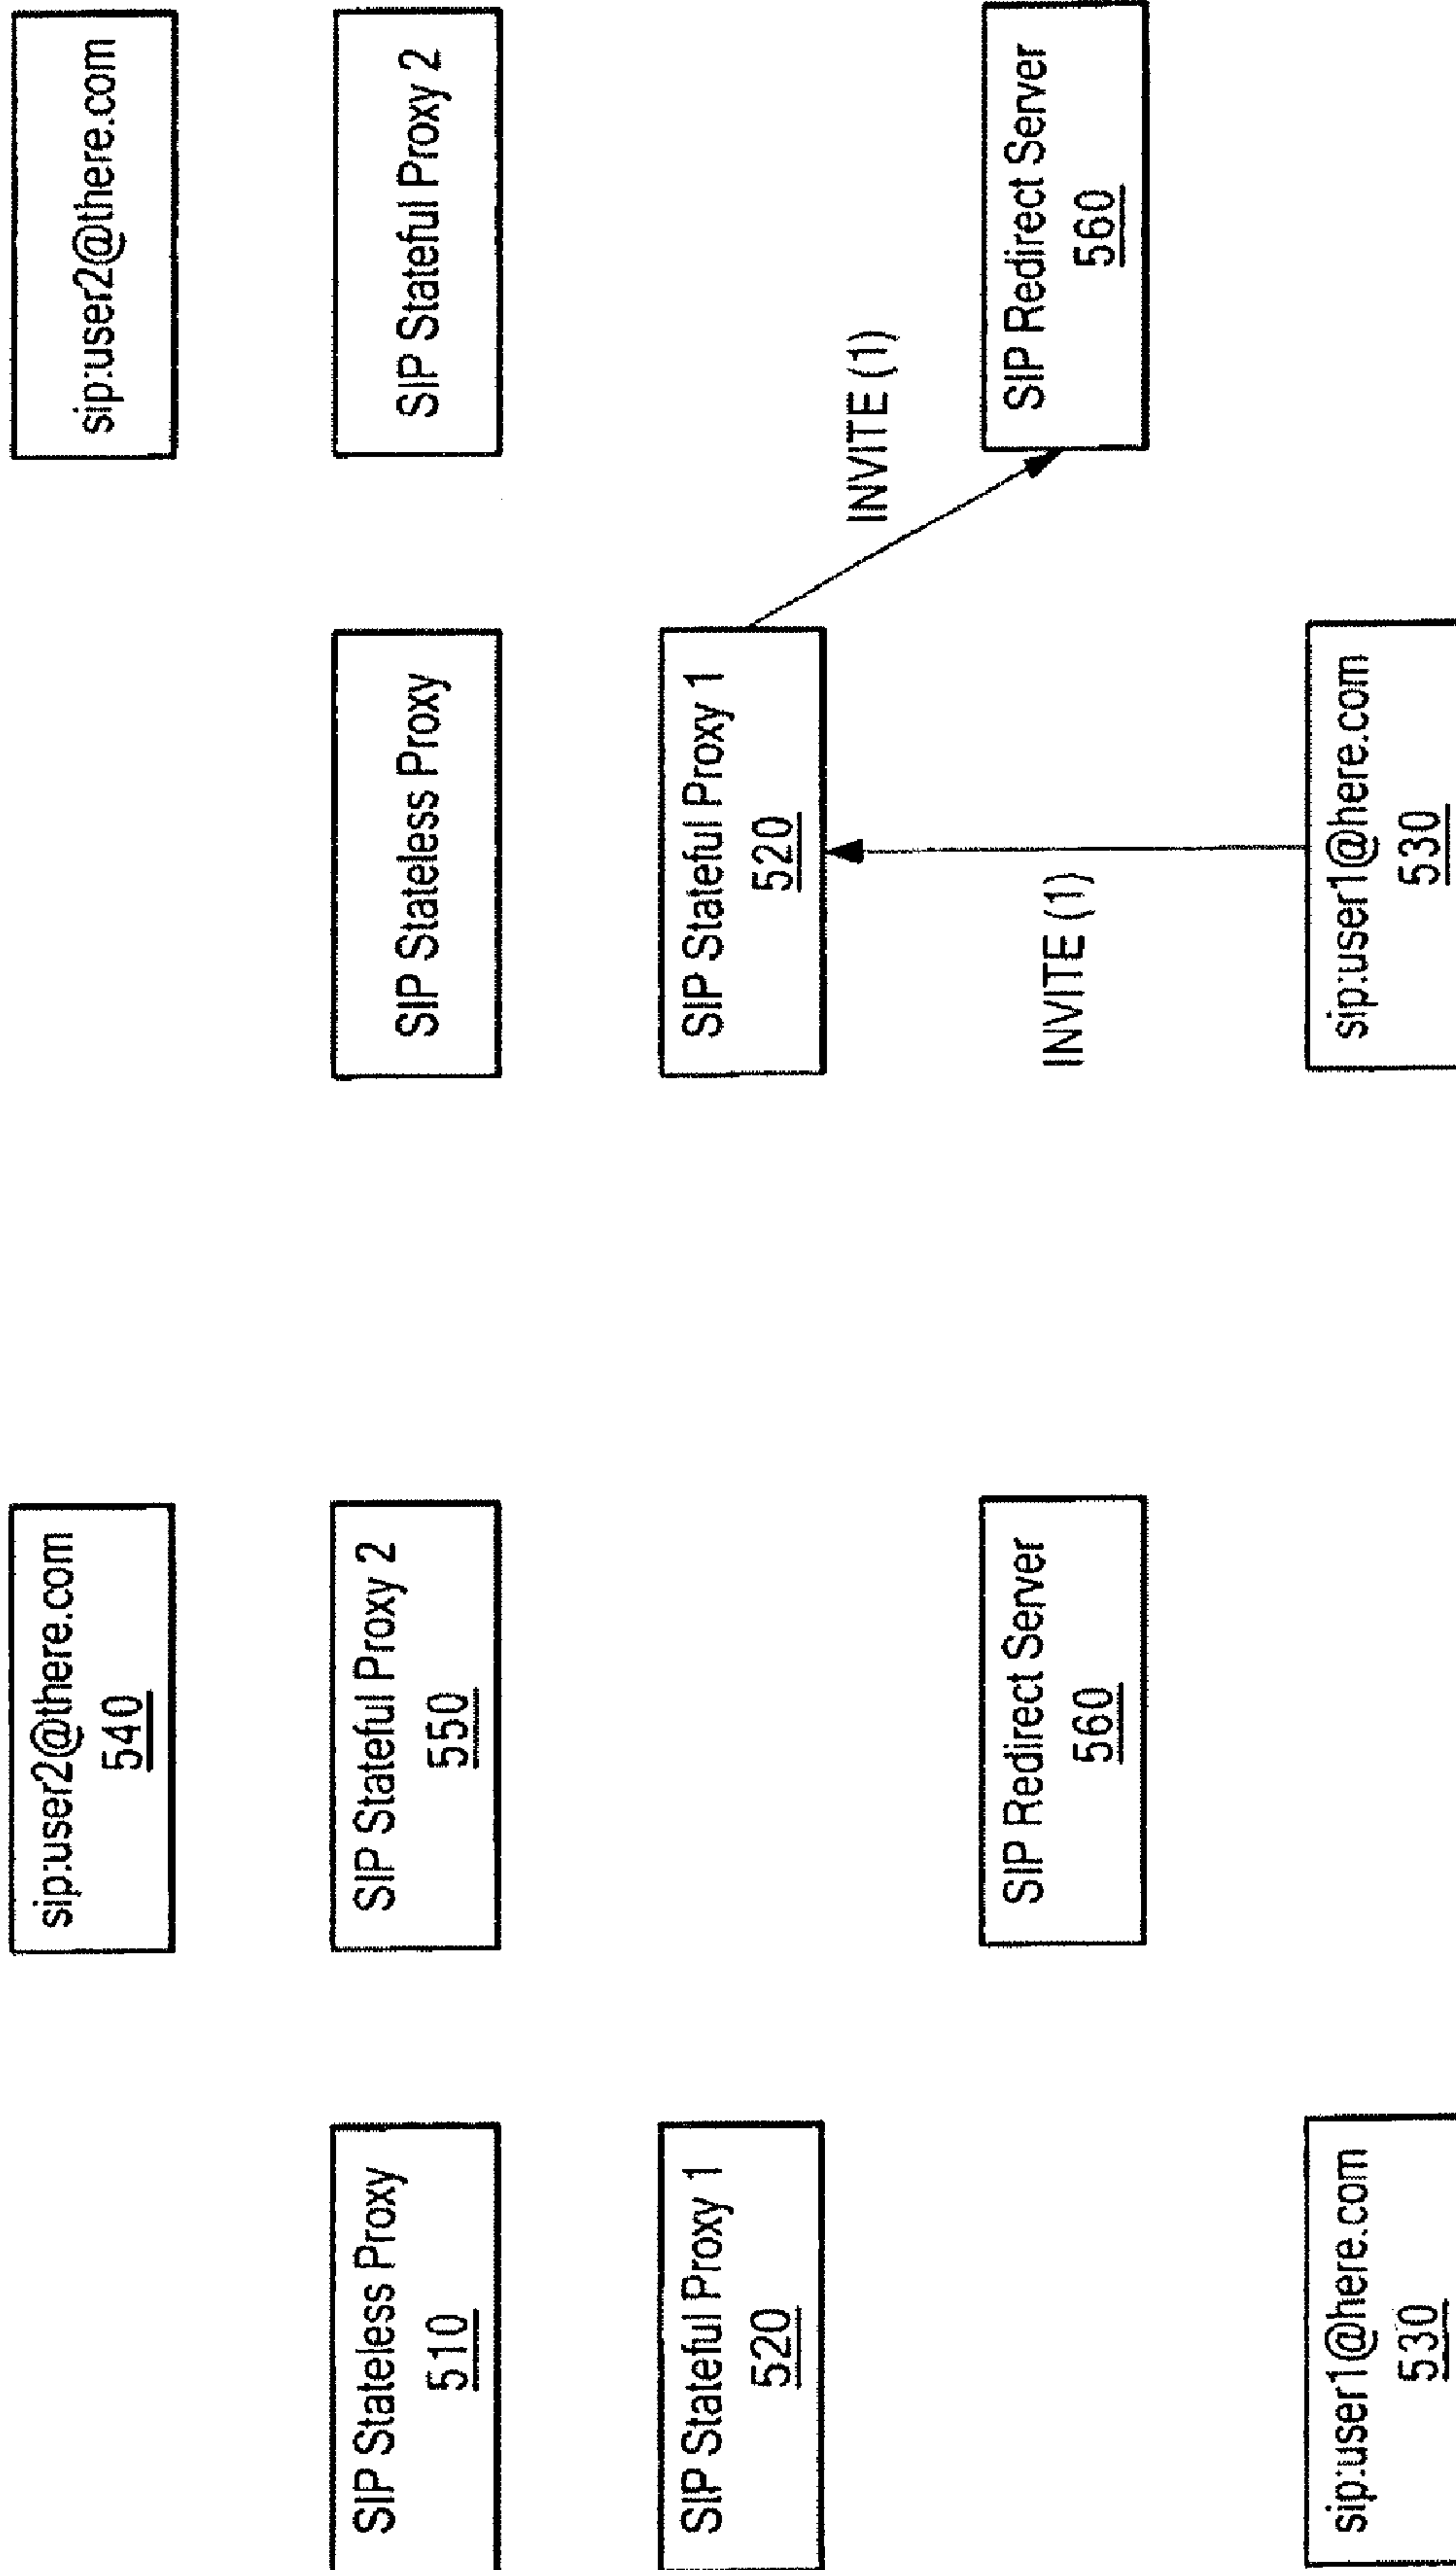 sip:user2@there.com
540
SIP Stateless Proxy
510
SIP Stateful Proxy 2
550
SIP Stateful Proxy 1
520
SIP Redirect Server
560
sip:user1@here.com
530
sip:user2@there.com
SIP Stateless Proxy
SIP Stateful Proxy 2
SIP Stateful Proxy 1
520
INVITE (1)
SIP Redirect Server
560
INVITE (1)
sip:user1@here.com
530